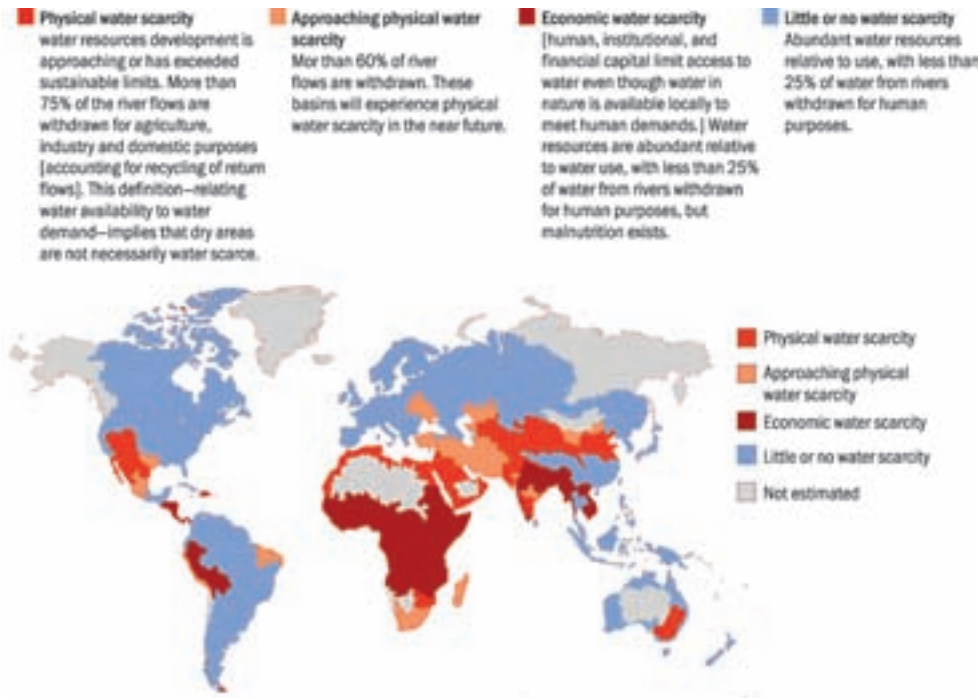 Physical water scarcity
water resources development is
approaching or has exceeded
sustainable limits. More than
75% of the river flows are
withdrawn for agriculture,
industry and domestic purposes
[accounting for recycling of return
flows]. This definition—relating
water availability to water
demand—implies that dry areas
are not necessarily water scarce.
Approaching physical water
scarcity
Mor than 60% of river
flows are withdrawn. These
basins will experience physical
water scarcity in the near future.
Economic water scarcity
[human, institutional, and
financial capital limit access to
water even though water in
nature is available locally to
meet human demands.] Water
resources are abundant relative
to water use, with less than 25%
of water from rivers withdrawn
for human purposes, but
malnutrition exists.
Little or no water scarcity
Abundant water resources
relative to use, with less than
25% of water from rivers
withdrawn for human
purposes.
Physical water scarcity
Approaching physical
water scarcity
Economic water scarcity
Little or no water scarcity
Not estimated